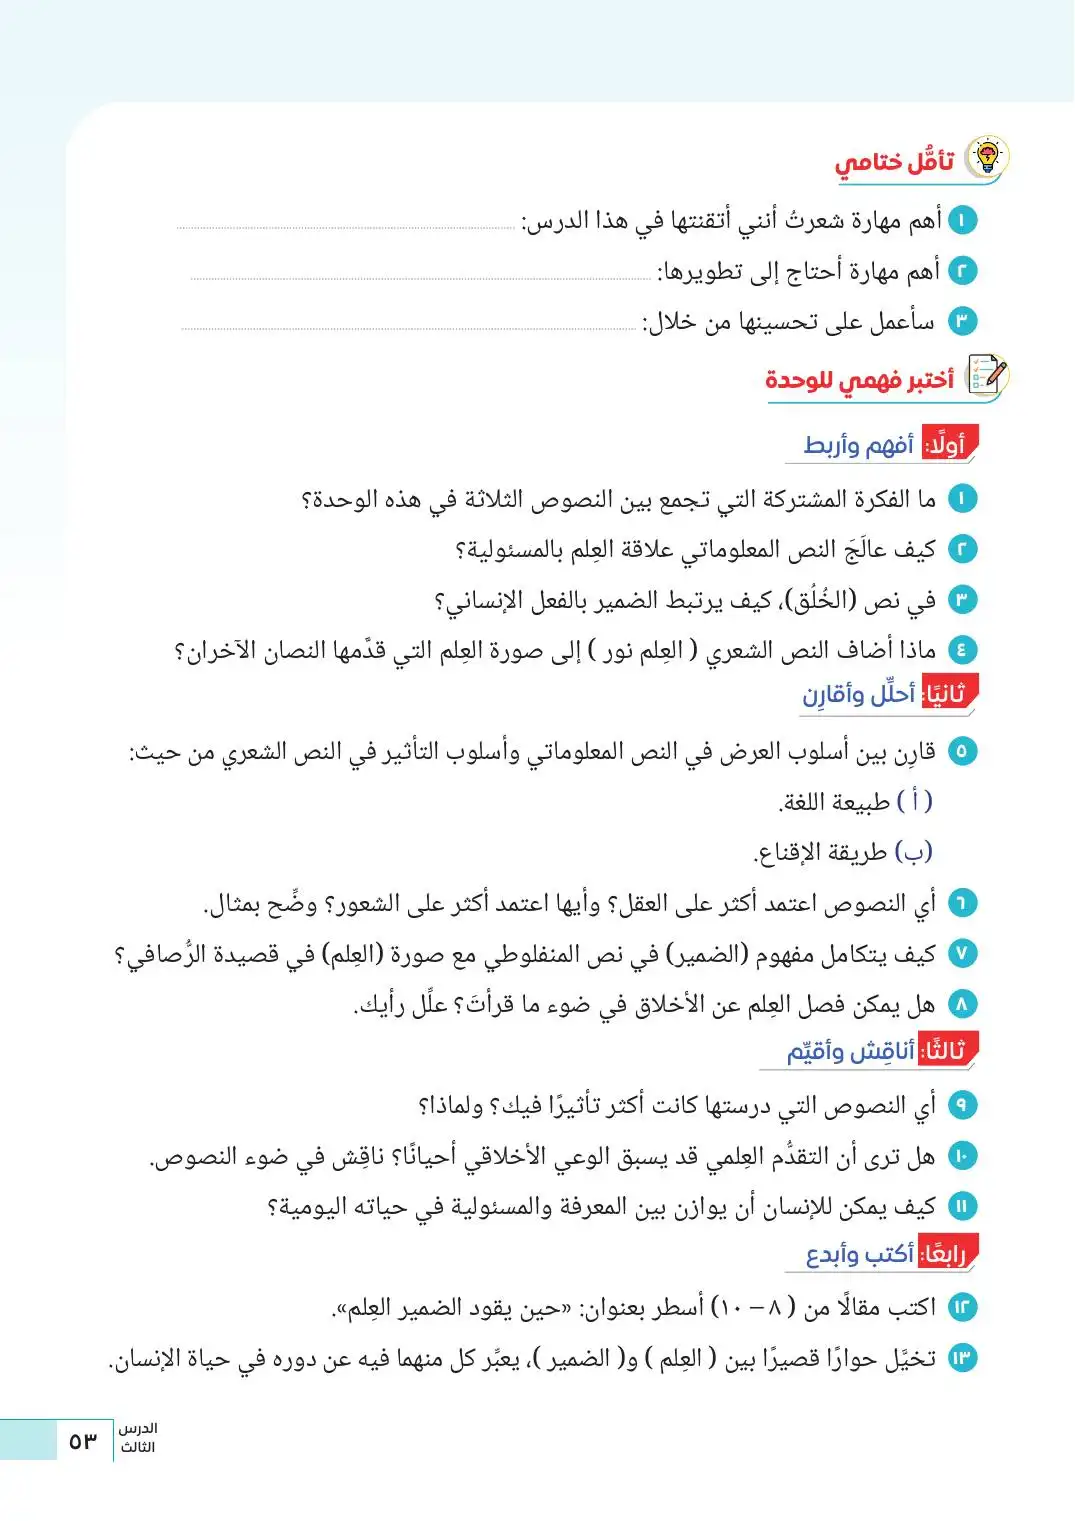 تأمُّل ختامي
١ أهم مهارة شعرتُ أنني أتقنتها في هذا الدرس:
٢ أهم مهارة أحتاج إلى تطويرها:
٣ سأعمل على تحسينها من خلال:
أختبر فهمي للوحدة
أولًا: أفهم وأربط
١ ما الفكرة المشتركة التي تجمع بين النصوص الثلاثة في هذه الوحدة؟
٢ كيف عالَجَ النص المعلوماتي علاقة العِلم بالمسئولية؟
٣ في نص (الخُلُق)، كيف يرتبط الضمير بالفعل الإنساني؟
٤ ماذا أضاف النص الشعري ( العِلم نور ) إلى صورة العِلم التي قدَّمها النصان الآخران؟
ثانيًا: أحلِّل وأقارِن
٥ قارِن بين أسلوب العرض في النص المعلوماتي وأسلوب التأثير في النص الشعري من حيث:
( أ ) طبيعة اللغة.
(ب) طريقة الإقناع.
٦ أي النصوص اعتمد أكثر على العقل؟ وأيها اعتمد أكثر على الشعور؟ وضِّح بمثال.
٧ كيف يتكامل مفهوم (الضمير) في نص المنفلوطي مع صورة (العِلم) في قصيدة الرُّصافي؟
٨ هل يمكن فصل العِلم عن الأخلاق في ضوء ما قرأتَ؟ علِّل رأيك.
ثالثًا: أناقِش وأقيِّم
٩ أي النصوص التي درستها كانت أكثر تأثيرًا فيك؟ ولماذا؟
١٠ هل ترى أن التقدُّم العِلمي قد يسبق الوعي الأخلاقي أحيانًا؟ ناقِش في ضوء النصوص.
١١ كيف يمكن للإنسان أن يوازن بين المعرفة والمسئولية في حياته اليومية؟
رابعًا: أكتب وأبدع
١٢ اكتب مقالًا من ( ٨ – ١٠) أسطر بعنوان: «حين يقود الضمير العِلم».
١٣ تخيَّل حوارًا قصيرًا بين ( العِلم ) و( الضمير )، يعبِّر كل منهما فيه عن دوره في حياة الإنسان.
الدرس
الثالث
٥٣